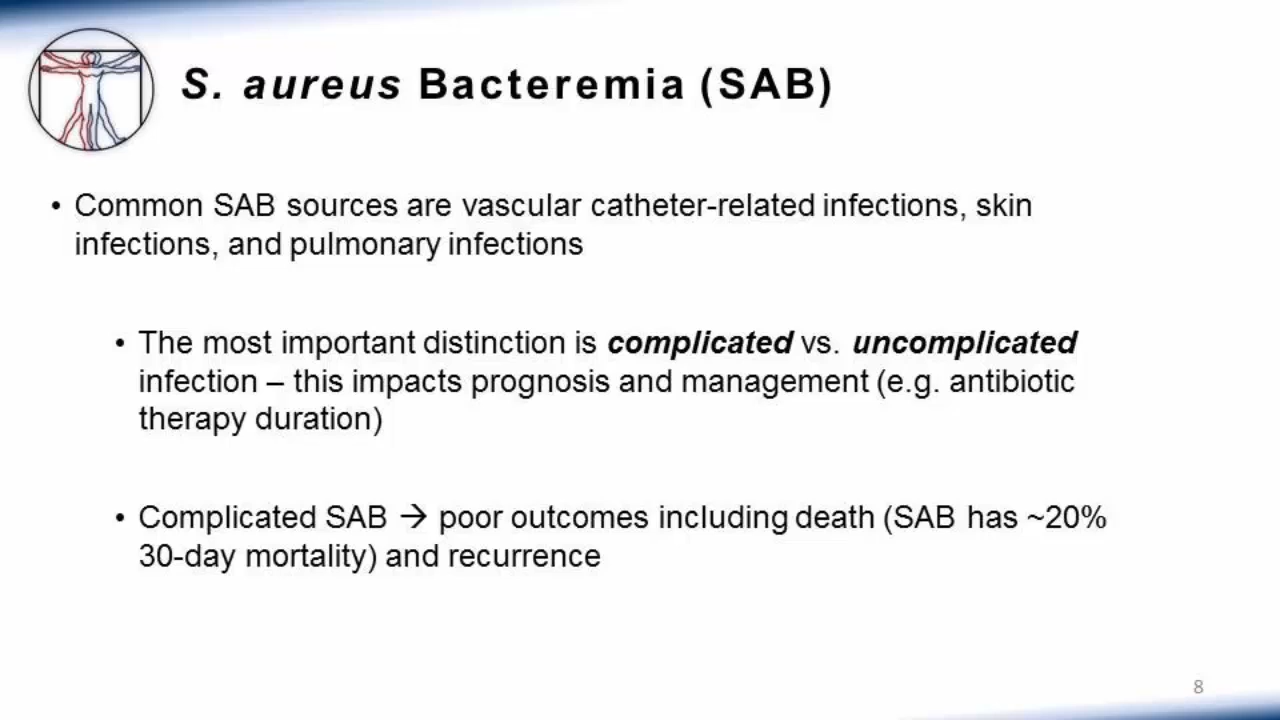 S. aureus Bacteremia (SAB)
• Common SAB sources are vascular catheter-related infections, skin
infections, and pulmonary infections
• The most important distinction is complicated vs. uncomplicated
infection – this impacts prognosis and management (e.g. antibiotic
therapy duration)
• Complicated SAB → poor outcomes including death (SAB has ~20%
30-day mortality) and recurrence
8